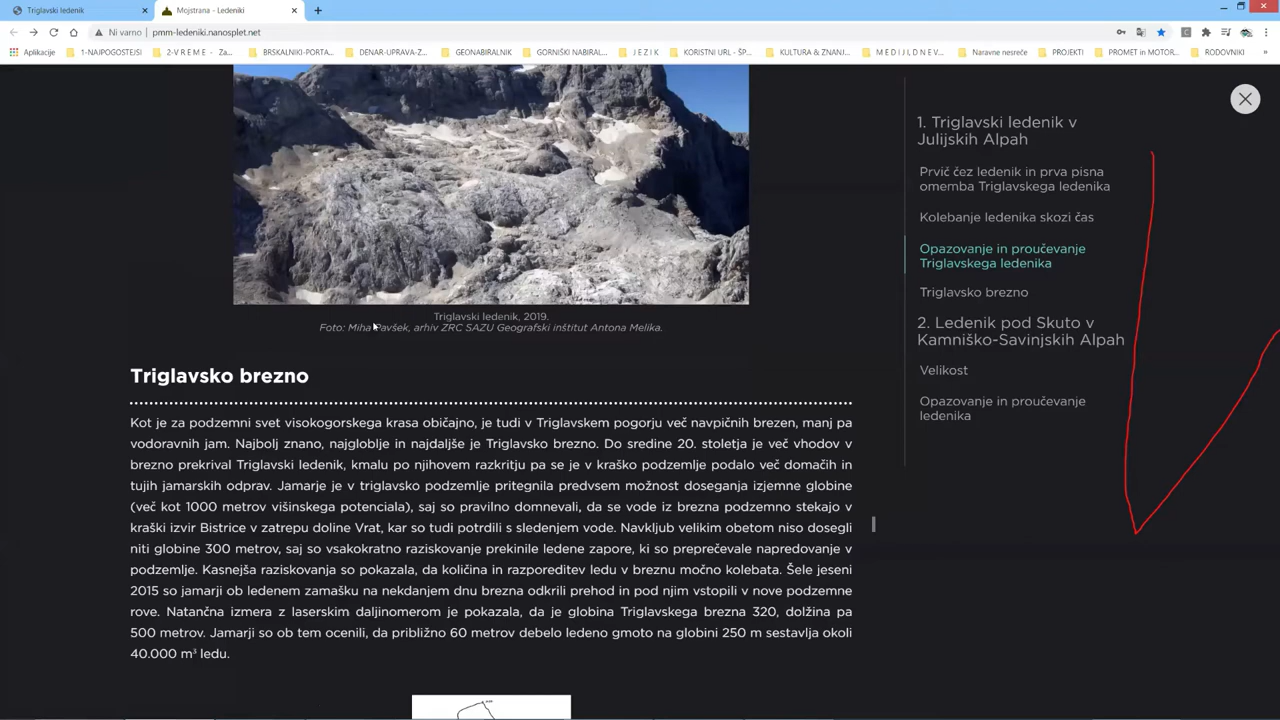 Triglavski ledenik
Mojstrana - Ledeniki
Ni varno
pmm-ledeniki.nanosplet.net
Aplikacije
1-NAJPOGOSTEJSI
2-V R E M E - Za...
BRSKALNIKI-PORTA...
DENAR-UPRAVA-Z...
GEONABIRALNIK
GORNIŠKI NABIRAL...
J E Z I K
KORISTNI URL - ŠP...
KULTURA & ZNANJ...
M E D I J I, D N E V...
Naravne nesreče
PROJEKTI
PROMET in MOTOR...
RODOVNIKI
»
Triglavski ledenik, 2019.
Foto: Miha Pavšek, arhiv ZRC SAZU Geografski inštitut Antona Melika.
Triglavsko brezno
Kot je za podzemni svet visokogorskega krasa običajno, je tudi v Triglavskem pogorju več navpičnih brezen, manj pa
vodoravnih jam. Najbolj znano, najgloblje in najdaljše je Triglavsko brezno. Do sredine 20. stoletja je več vhodov v
brezno prekrival Triglavski ledenik, kmalu po njihovem razkritju pa se je v kraško podzemlje podalo več domačih in
tujih jamarskih odprav. Jamarje je v triglavsko podzemlje pritegnila predvsem možnost doseganja izjemne globine
(več kot 1000 metrov višinskega potenciala), saj so pravilno domnevali, da se vode iz brezna podzemno stekajo v
kraški izvir Bistrice v zatrepu doline Vrat, kar so tudi potrdili s sledenjem vode. Navkljub velikim obetom niso dosegli
niti globine 300 metrov, saj so vsakokratno raziskovanje prekinile ledene zapore, ki so preprečevale napredovanje v
podzemlje. Kasnejša raziskovanja so pokazala, da količina in razporeditev ledu v breznu močno kolebata. Šele jeseni
2015 so jamarji ob ledenem zamašku na nekdanjem dnu brezna odkrili prehod in pod njim vstopili v nove podzemne
rove. Natančna izmera z laserskim daljinomerom je pokazala, da je globina Triglavskega brezna 320, dolžina pa
500 metrov. Jamarji so ob tem ocenili, da približno 60 metrov debelo ledeno gmoto na globini 250 m sestavlja okoli
40.000 m³ ledu.
1. Triglavski ledenik v
Julijskih Alpah
Prvič čez ledenik in prva pisna
omemba Triglavskega ledenika
Kolebanje ledenika skozi čas
Opazovanje in proučevanje
Triglavskega ledenika
Triglavsko brezno
2. Ledenik pod Skuto v
Kamniško-Savinjskih Alpah
Velikost
Opazovanje in proučevanje
ledenika